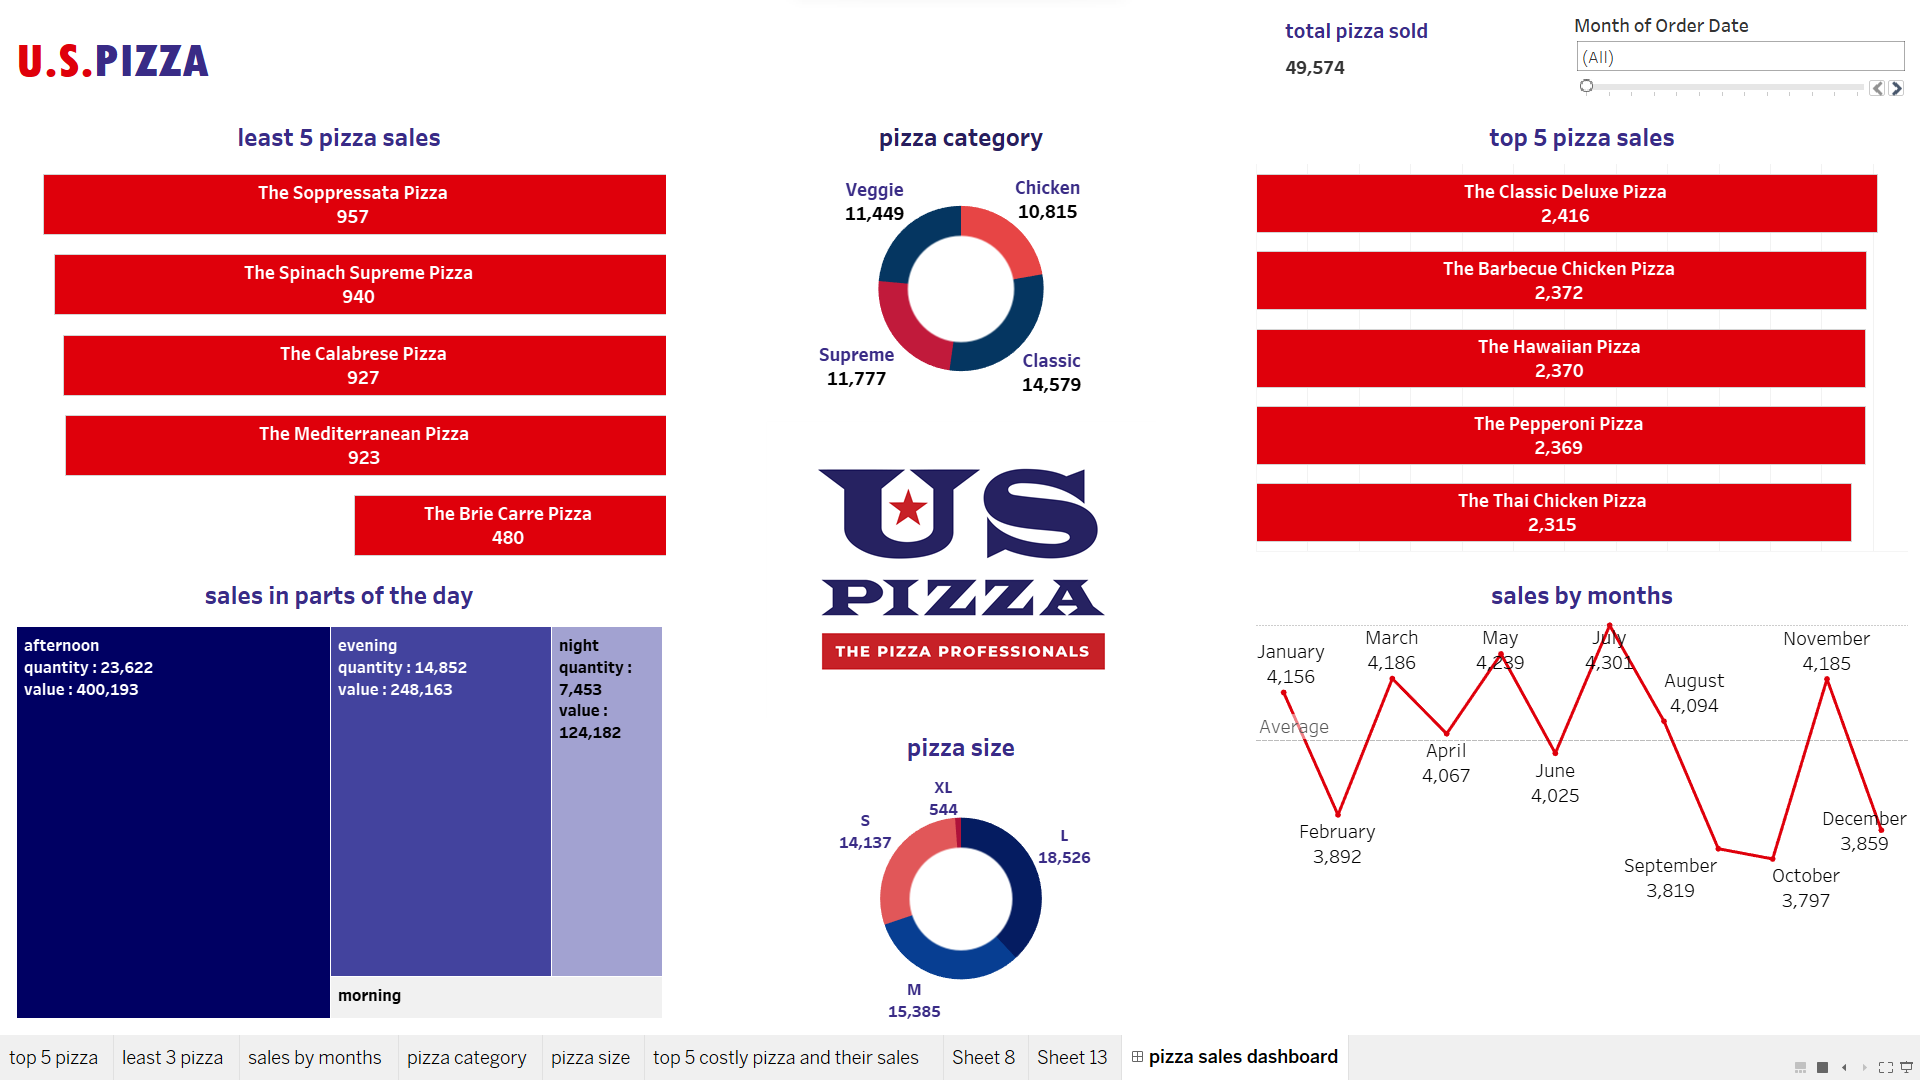 U.S.PIZZA
total pizza sold
49,574
Month of Order Date
(All)
least 5 pizza sales
The Soppressata Pizza
957
The Spinach Supreme Pizza
940
The Calabrese Pizza
927
The Mediterranean Pizza
923
The Brie Carre Pizza
480
pizza category
Veggie
11,449
Chicken
10,815
Supreme
11,777
Classic
14,579
top 5 pizza sales
The Classic Deluxe Pizza
2,416
The Barbecue Chicken Pizza
2,372
The Hawaiian Pizza
2,370
The Pepperoni Pizza
2,369
The Thai Chicken Pizza
2,315
US
PIZZA
THE PIZZA PROFESSIONALS
sales in parts of the day
afternoon
quantity : 23,622
value : 400,193
evening
quantity : 14,852
value : 248,163
night
quantity :
7,453
value :
124,182
morning
pizza size
XL
544
S
14,137
L
18,526
M
15,385
sales by months
January
4,156
February
3,892
March
4,186
April
4,067
May
4,239
June
4,025
July
4,301
August
4,094
September
3,819
October
3,797
November
4,185
December
3,859
Average
top 5 pizza
least 3 pizza
sales by months
pizza category
pizza size
top 5 costly pizza and their sales
Sheet 8
Sheet 13
pizza sales dashboard